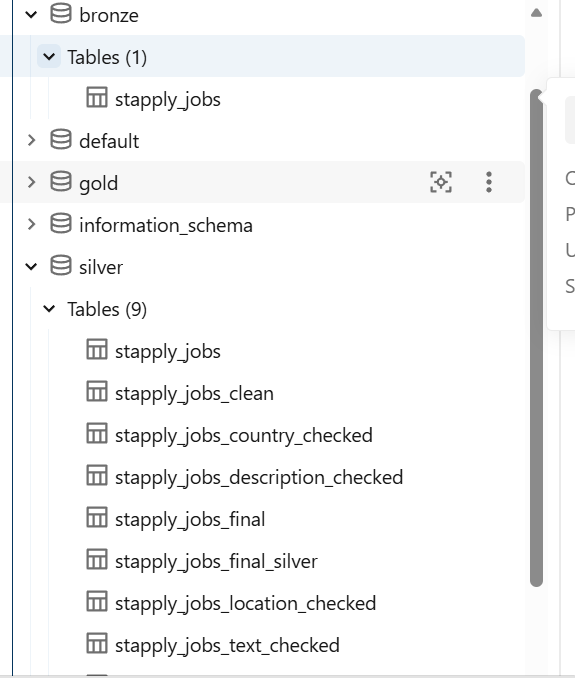 bronze
Tables (1)
stapply_jobs
default
gold
information_schema
silver
Tables (9)
stapply_jobs
stapply_jobs_clean
stapply_jobs_country_checked
stapply_jobs_description_checked
stapply_jobs_final
stapply_jobs_final_silver
stapply_jobs_location_checked
stapply_jobs_text_checked